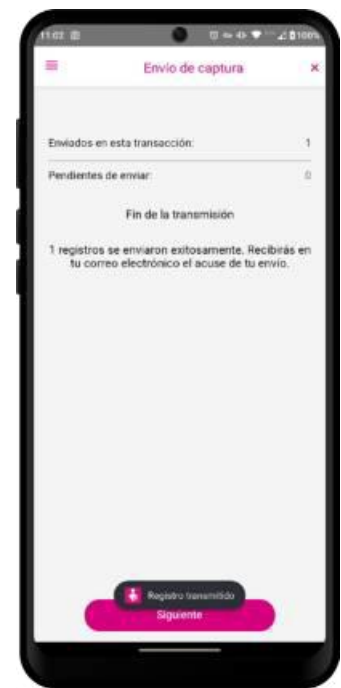 11:02
100%
Envío de captura
Enviados en esta transacción: 1
Pendientes de enviar: 0
Fin de la transmisión
1 registros se enviaron exitosamente. Recibirás en
tu correo electrónico el acuse de tu envío.
Registro transmitido
Siguiente